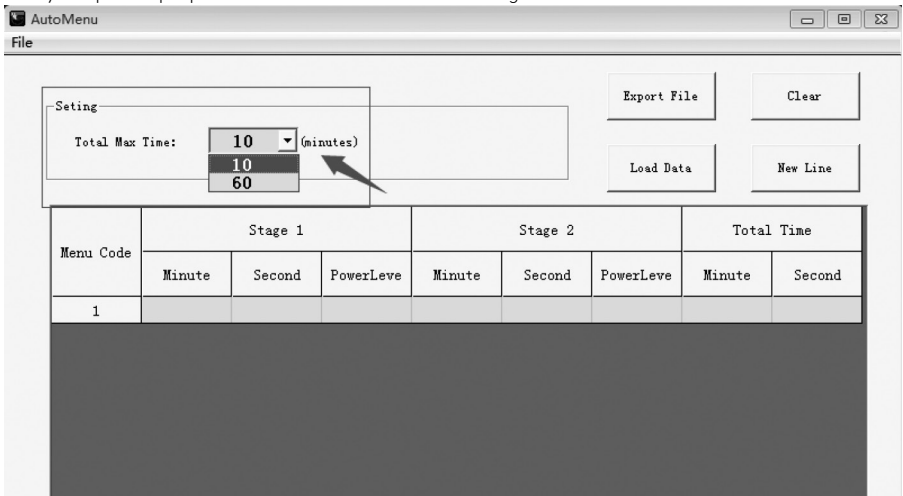 AutoMenu
File
Seting
Total Max Time:
10
(minutes)
10
60
Export File
Clear
Load Data
New Line
Menu Code
Stage 1
Stage 2
Total Time
Minute
Second
PowerLeve
Minute
Second
PowerLeve
Minute
Second
1